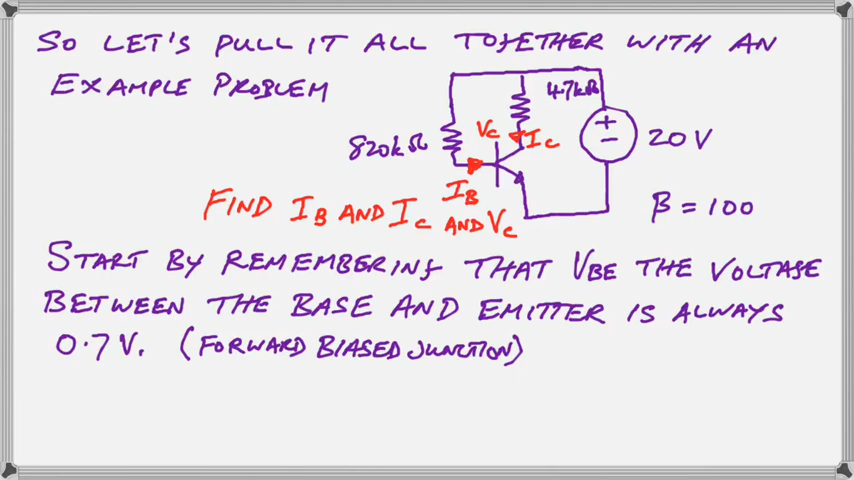 SO LET'S PULL IT ALL TOGETHER WITH AN
EXAMPLE PROBLEM
4.7kΩ
820kΩ
VC
IC
+
−
20V
IB
FIND IB AND IC AND VC
β = 100
START BY REMEMBERING THAT VBE THE VOLTAGE
BETWEEN THE BASE AND EMITTER IS ALWAYS
0.7V. (FORWARD BIASED JUNCTION)